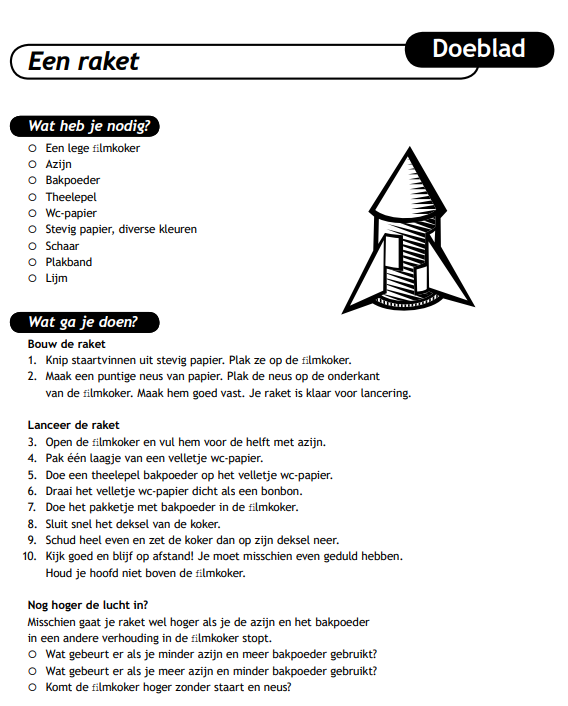 Doeblad
Een raket
Wat heb je nodig?
○ Een lege filmkoker
○ Azijn
○ Bakpoeder
○ Theelepel
○ Wc-papier
○ Stevig papier, diverse kleuren
○ Schaar
○ Plakband
○ Lijm
Wat ga je doen?
Bouw de raket
1. Knip staartvinnen uit stevig papier. Plak ze op de filmkoker.
2. Maak een puntige neus van papier. Plak de neus op de onderkant
van de filmkoker. Maak hem goed vast. Je raket is klaar voor lancering.
Lanceer de raket
3. Open de filmkoker en vul hem voor de helft met azijn.
4. Pak één laagje van een velletje wc-papier.
5. Doe een theelepel bakpoeder op het velletje wc-papier.
6. Draai het velletje wc-papier dicht als een bonbon.
7. Doe het pakketje met bakpoeder in de filmkoker.
8. Sluit snel het deksel van de koker.
9. Schud heel even en zet de koker dan op zijn deksel neer.
10. Kijk goed en blijf op afstand! Je moet misschien even geduld hebben.
Houd je hoofd niet boven de filmkoker.
Nog hoger de lucht in?
Misschien gaat je raket wel hoger als je de azijn en het bakpoeder
in een andere verhouding in de filmkoker stopt.
○ Wat gebeurt er als je minder azijn en meer bakpoeder gebruikt?
○ Wat gebeurt er als je meer azijn en minder bakpoeder gebruikt?
○ Komt de filmkoker hoger zonder staart en neus?